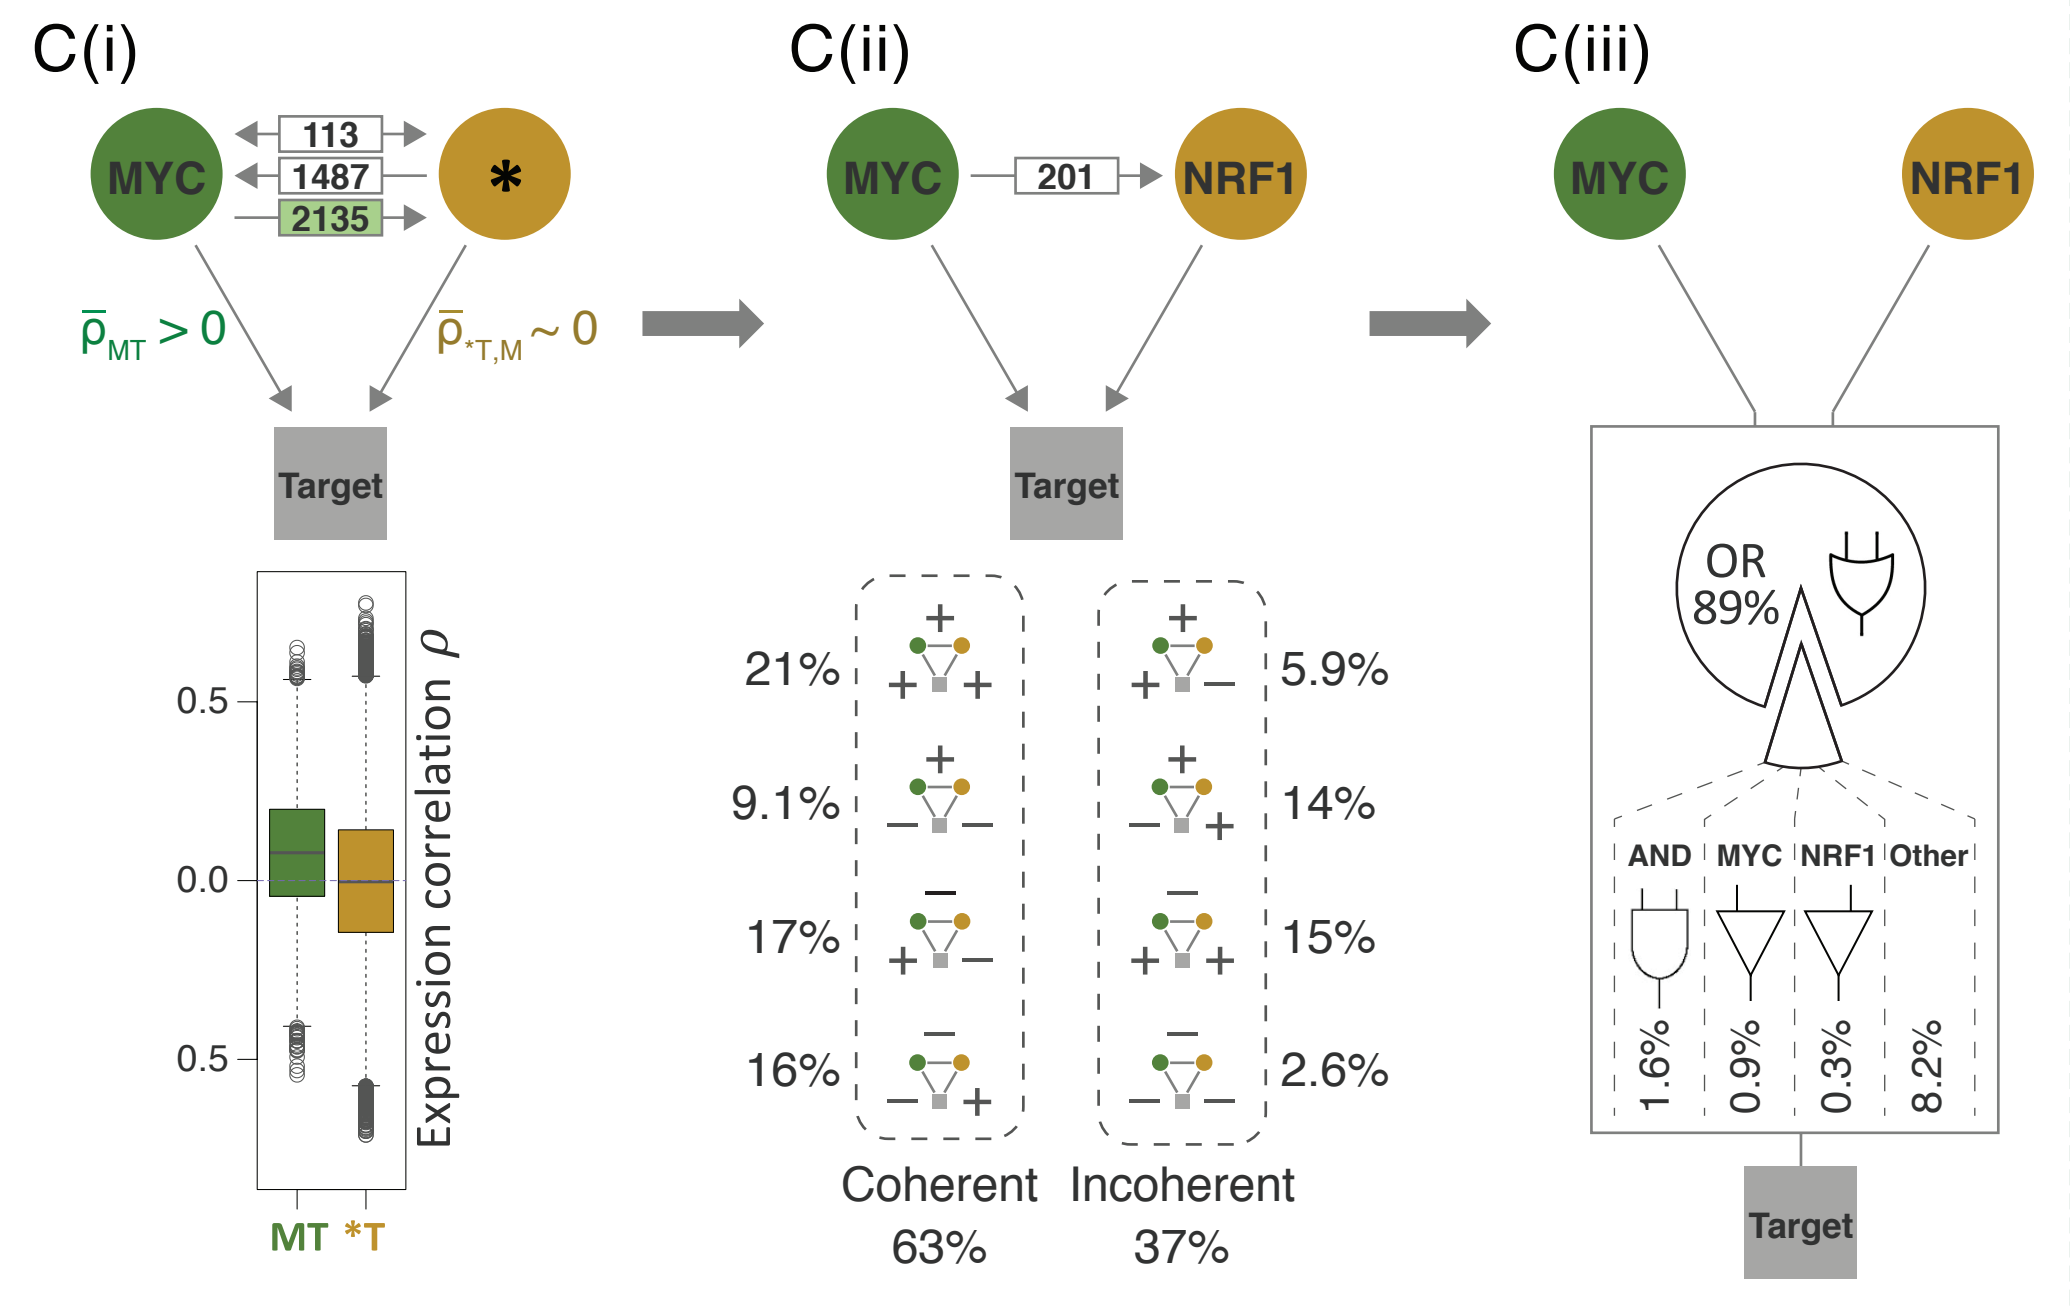 C(i)
MYC
113
1487
2135
*
ρ̅MT > 0
ρ̅*T,M ~ 0
Target
0.5
0.0
0.5
Expression correlation ρ
MT *T
C(ii)
MYC
201
NRF1
Target
+
+ +
21%
+
− −
9.1%
−
+ −
17%
−
− +
16%
Coherent
63%
+
+ −
5.9%
+
− +
14%
−
+ +
15%
−
− −
2.6%
Incoherent
37%
C(iii)
MYC
NRF1
OR
89%
AND MYC NRF1 Other
1.6% 0.9% 0.3% 8.2%
Target